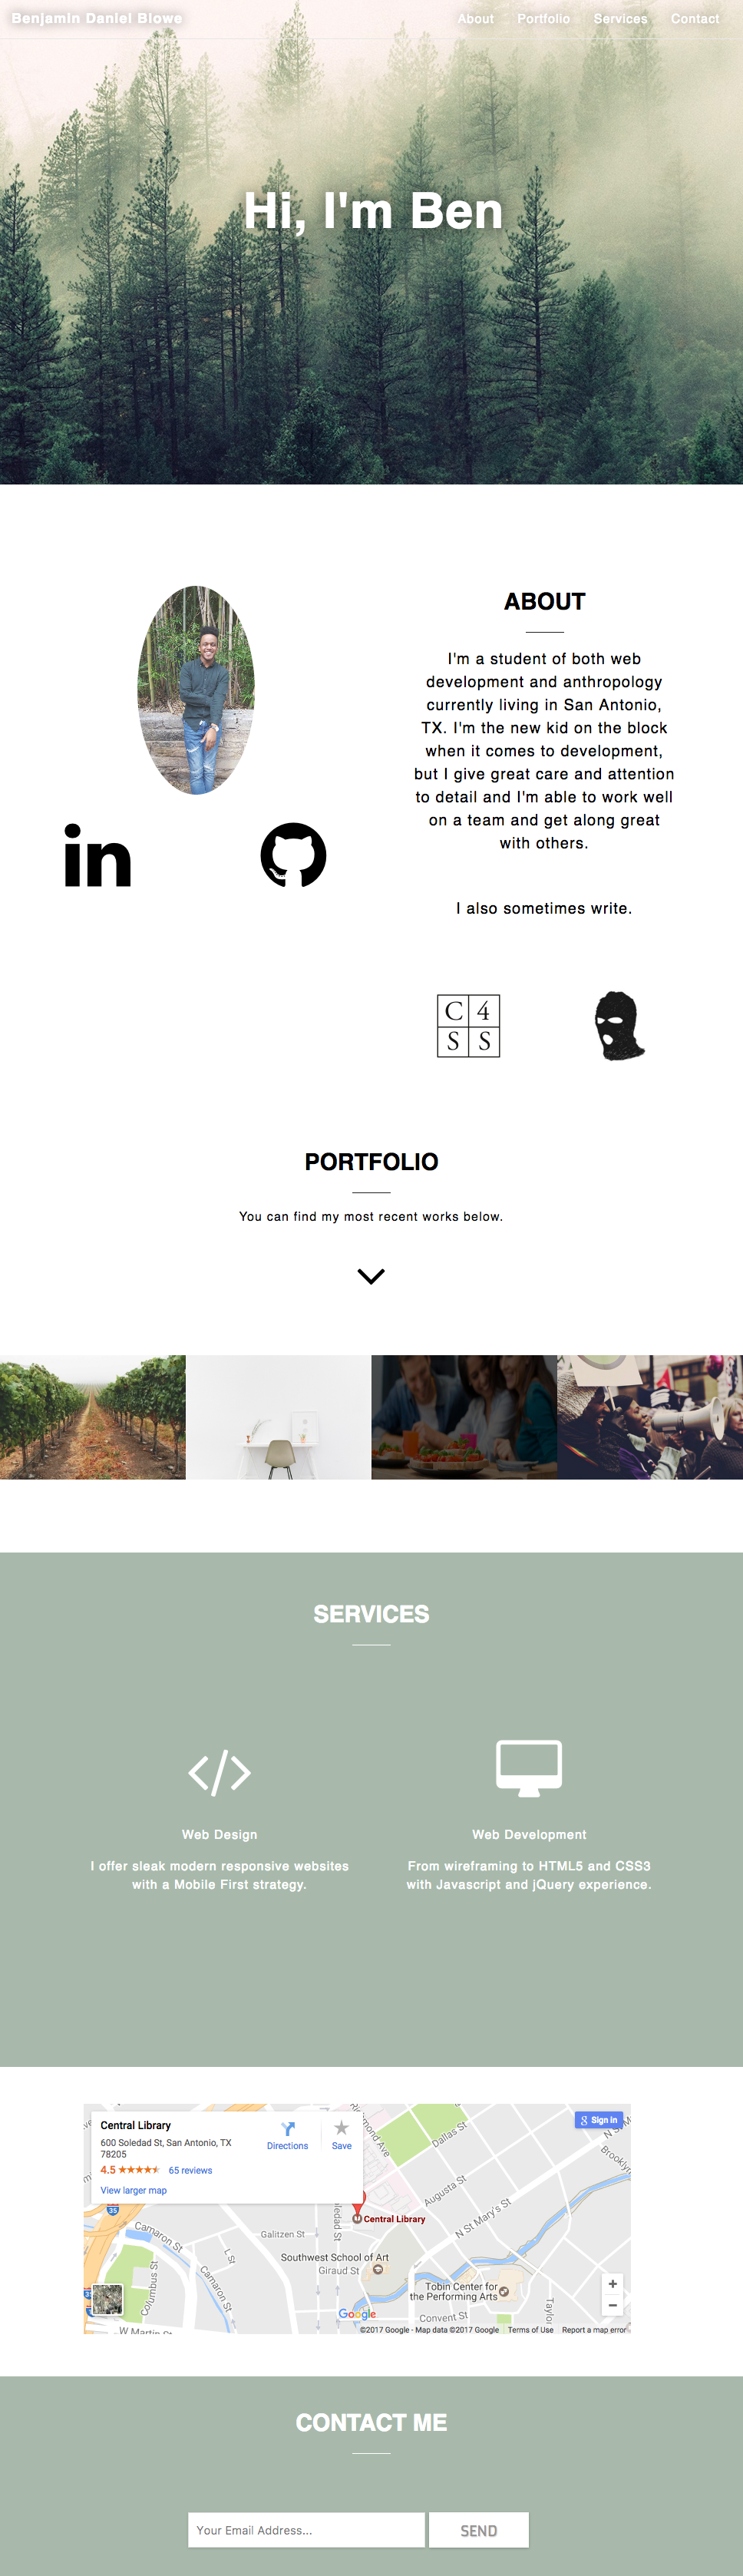 Benjamin Daniel Blowe
About Portfolio Services Contact
Hi, I'm Ben
ABOUT
I'm a student of both web
development and anthropology
currently living in San Antonio,
TX. I'm the new kid on the block
when it comes to development,
but I give great care and attention
to detail and I'm able to work well
on a team and get along great
with others.
I also sometimes write.
in
C 4
S S
PORTFOLIO
You can find my most recent works below.
SERVICES
</>
Web Design
I offer sleak modern responsive websites
with a Mobile First strategy.
Web Development
From wireframing to HTML5 and CSS3
with Javascript and jQuery experience.
Central Library
600 Soledad St, San Antonio, TX
78205
4.5
65 reviews
View larger map
Directions
Save
Sign in
Dallas St
Brooklyn
Augusta St
N St Mary's St
Central Library
Galitzen St
Camaron St
L St
Camaron St
Columbus St
Southwest School of Art
Giraud St
Tobin Center for
the Performing Arts
Taylor
Convent St
W Martin St
35
Google
©2017 Google - Map data ©2017 Google Terms of Use Report a map error
CONTACT ME
Your Email Address...
SEND